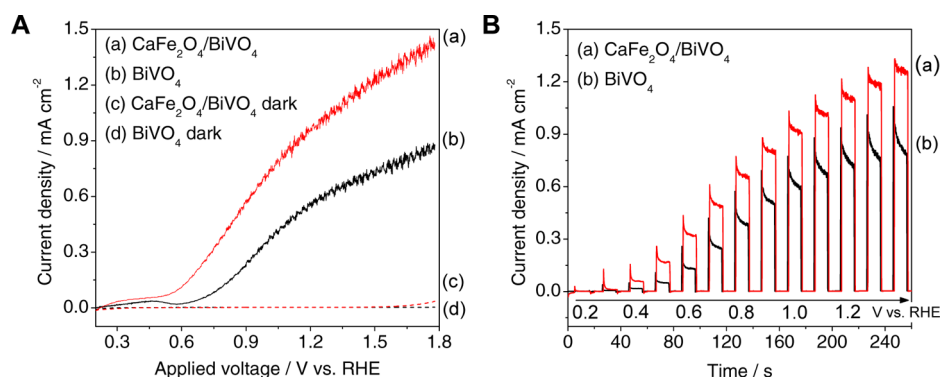 A
(a) CaFe₂O₄/BiVO₄
(b) BiVO₄
(c) CaFe₂O₄/BiVO₄ dark
(d) BiVO₄ dark
(a)
(b)
(c)
(d)
1.5
1.2
0.9
0.6
0.3
0.0
Current density / mA cm⁻²
0.3 0.6 0.9 1.2 1.5 1.8
Applied voltage / V vs. RHE
B
(a) CaFe₂O₄/BiVO₄
(b) BiVO₄
(a)
(b)
1.5
1.2
0.9
0.6
0.3
0.0
Current density / mA cm⁻²
0.2 0.4 0.6 0.8 1.0 1.2 V vs. RHE
0 40 80 120 160 200 240
Time / s